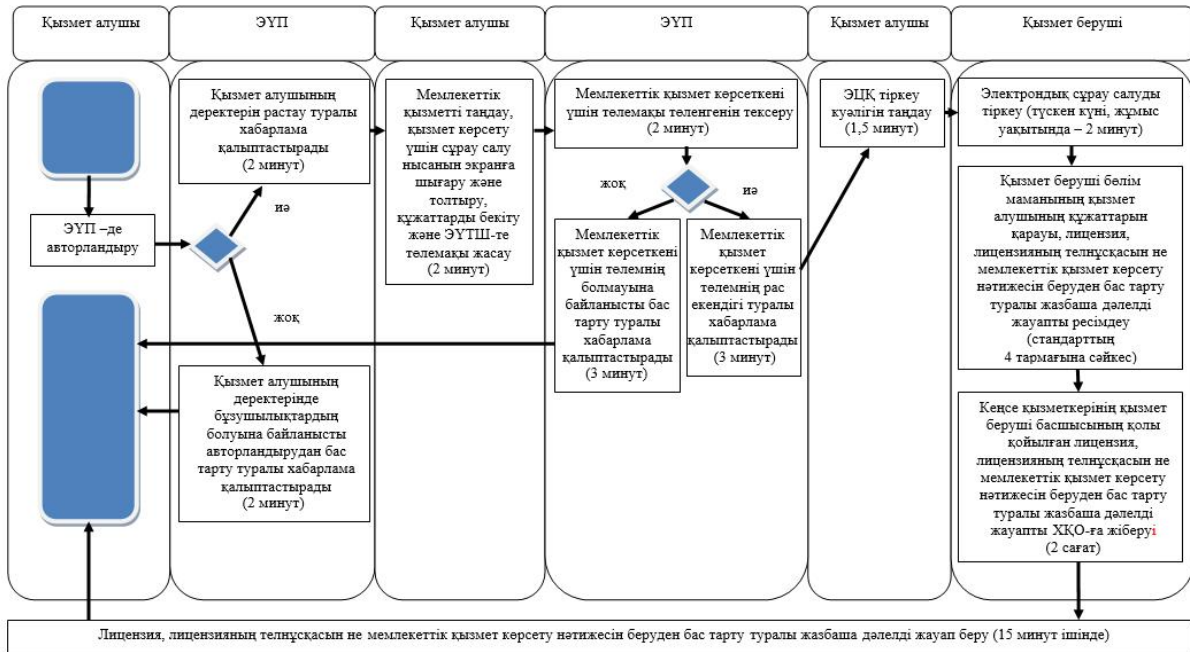 Қызмет алушы
ЭҮП
Қызмет алушы
ЭҮП
Қызмет алушы
Қызмет беруші
ЭҮП –де
авторландыру
Қызмет алушының
деректерін растау туралы
хабарлама
қалыптастырады
(2 минут)
иә
жоқ
Қызмет алушының
деректерінде
бұзушылықтардың
болуына байланысты
авторландырудан бас
тарту туралы хабарлама
қалыптастырады
(2 минут)
Мемлекеттік
қызметті таңдау,
қызмет көрсету
үшін сұрау салу
нысанын экранға
шығару және
толтыру,
құжаттарды бекіту
және ЭҮТШ-те
төлемақы жасау
(2 минут)
Мемлекеттік қызмет көрсеткені
үшін төлемақы төленгенін тексеру
(2 минут)
жоқ
иә
Мемлекеттік
қызмет көрсеткені
үшін төлемнің
болмауына
байланысты бас
тарту туралы
хабарлама
қалыптастырады
(3 минут)
Мемлекеттік
қызмет
көрсеткені үшін
төлемнің рас
екендігі туралы
хабарлама
қалыптастырады
(3 минут)
ЭЦҚ тіркеу
куәлігін таңдау
(1,5 минут)
Электрондық сұрау салуды
тіркеу (түскен күні, жұмыс
уақытында – 2 минут)
Қызмет беруші бөлім
маманының қызмет
алушының құжаттарын
қарауы, лицензия,
лицензияның телнұсқасын не
мемлекеттік қызмет көрсету
нәтижесін беруден бас тарту
туралы жазбаша дәлелді
жауапты ресімдеу
(стандарттың
4 тармағына сәйкес)
Кеңсе қызметкерінің қызмет
беруші басшысының қолы
қойылған лицензия,
лицензияның телнұсқасын не
мемлекеттік қызмет көрсету
нәтижесін беруден бас тарту
туралы жазбаша дәлелді
жауапты ХҚО-ға жіберуі
(2 сағат)
Лицензия, лицензияның телнұсқасын не мемлекеттік қызмет көрсету нәтижесін беруден бас тарту туралы жазбаша дәлелді жауап беру (15 минут ішінде)